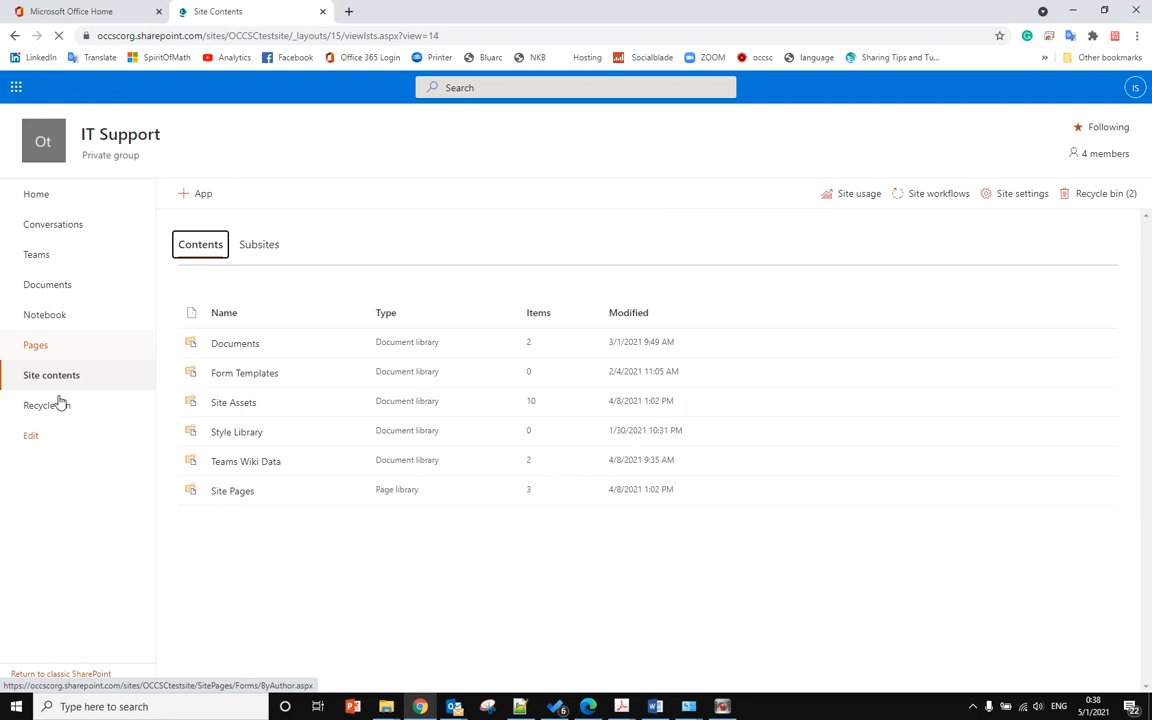 Microsoft Office Home
Site Contents
occscorg.sharepoint.com/sites/OCCSCtestsite/_layouts/15/viewlsts.aspx?view=14
LinkedIn Translate SpiritOfMath Analytics Facebook Office 365 Login Printer Bluarc NKB Hosting Socialblade ZOOM occsc language Sharing Tips and Tu... » Other bookmarks
Search
IS
Ot
IT Support
Private group
Following
4 members
Home
Conversations
Teams
Documents
Notebook
Pages
Site contents
Edit
Return to classic SharePoint
+ App
Site usage Site workflows Site settings Recycle bin (2)
Contents Subsites
Name Type Items Modified
Documents Document library 2 3/1/2021 9:49 AM
Form Templates Document library 0 2/4/2021 11:05 AM
Site Assets Document library 10 4/8/2021 1:02 PM
Style Library Document library 0 1/30/2021 10:31 PM
Teams Wiki Data Document library 2 4/8/2021 9:35 AM
Site Pages Page library 3 4/8/2021 1:02 PM
https://occscorg.sharepoint.com/sites/OCCSCtestsite/SitePages/Forms/ByAuthor.aspx
Type here to search
6
ENG
0:38
5/1/2021
22